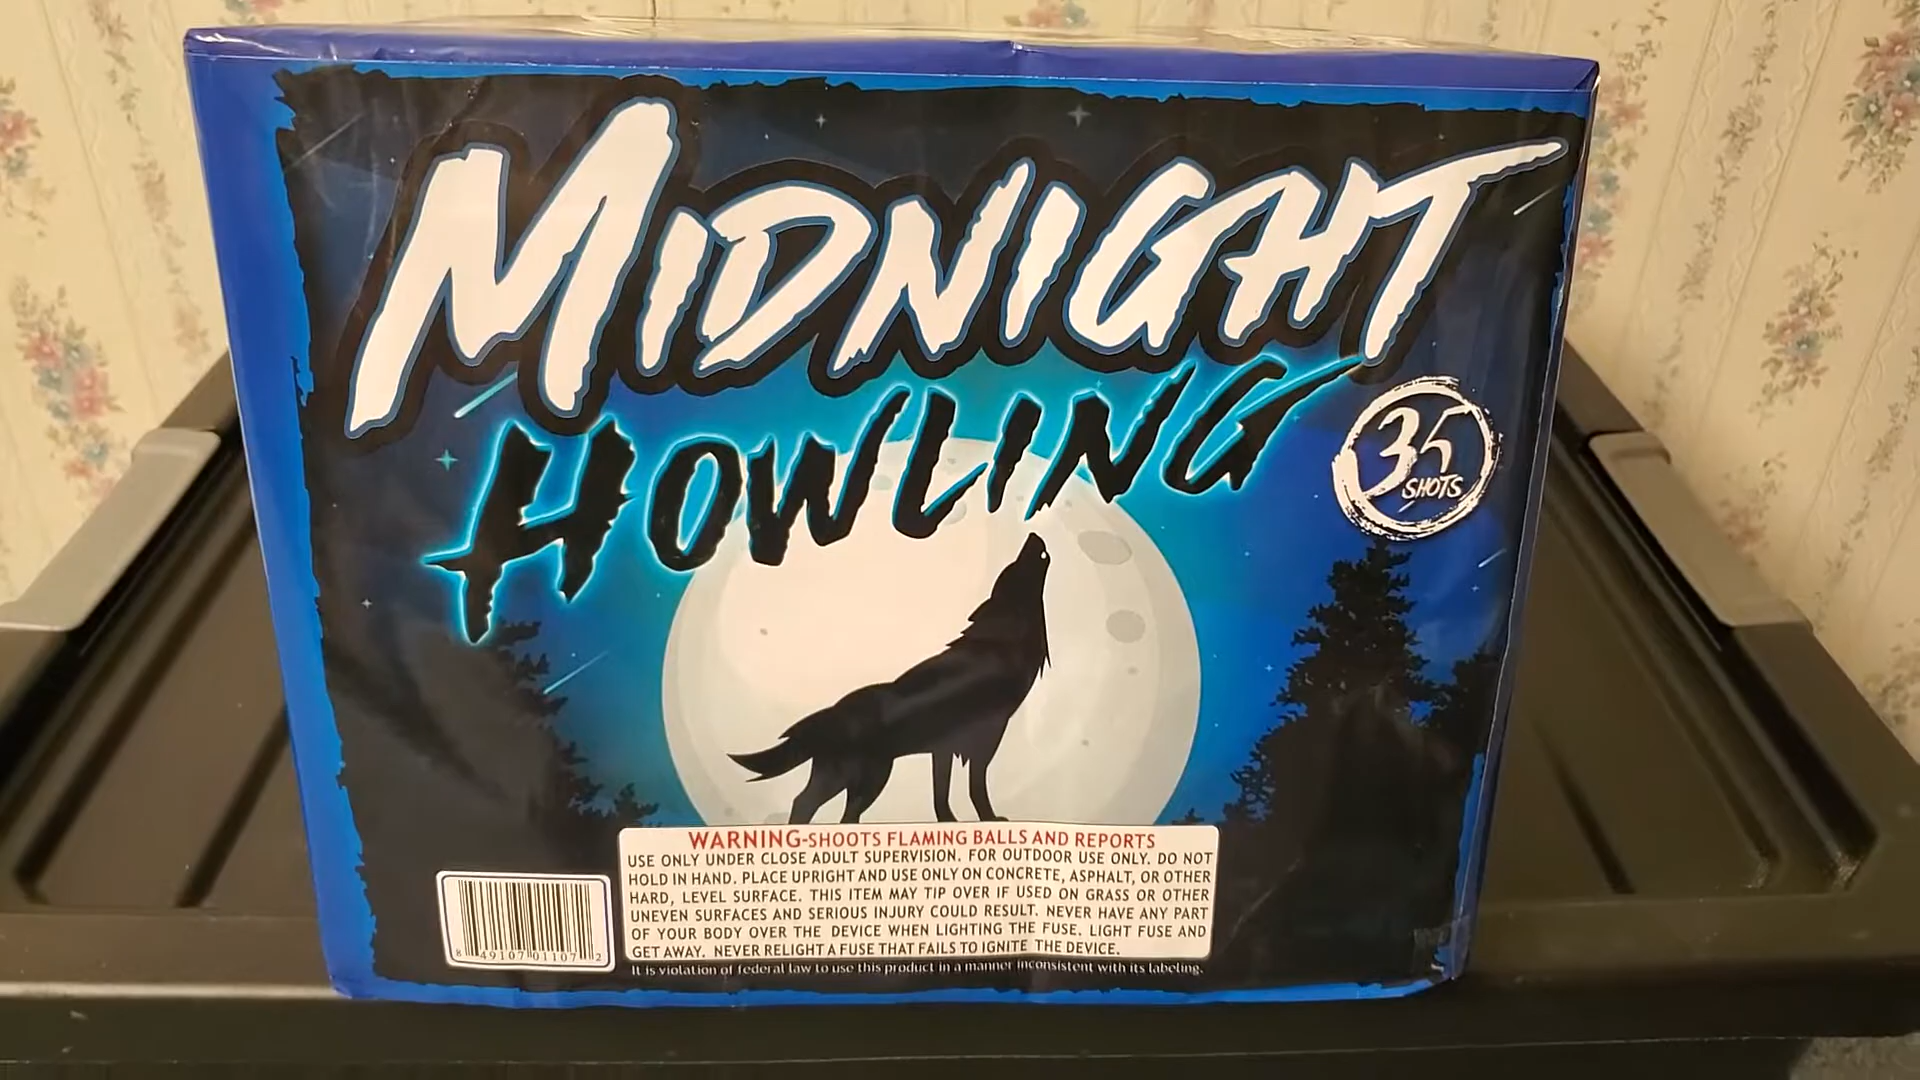 MIDNIGHT
HOWLING
35
SHOTS
WARNING-SHOOTS FLAMING BALLS AND REPORTS
USE ONLY UNDER CLOSE ADULT SUPERVISION. FOR OUTDOOR USE ONLY. DO NOT
HOLD IN HAND. PLACE UPRIGHT AND USE ONLY ON CONCRETE, ASPHALT, OR OTHER
HARD, LEVEL SURFACE. THIS ITEM MAY TIP OVER IF USED ON GRASS OR OTHER
UNEVEN SURFACES AND SERIOUS INJURY COULD RESULT. NEVER HAVE ANY PART
OF YOUR BODY OVER THE DEVICE WHEN LIGHTING THE FUSE. LIGHT FUSE AND
GET AWAY. NEVER RELIGHT A FUSE THAT FAILS TO IGNITE THE DEVICE.
It is violation of federal law to use this product in a manner inconsistent with its labeling.
8 49107 01107 2